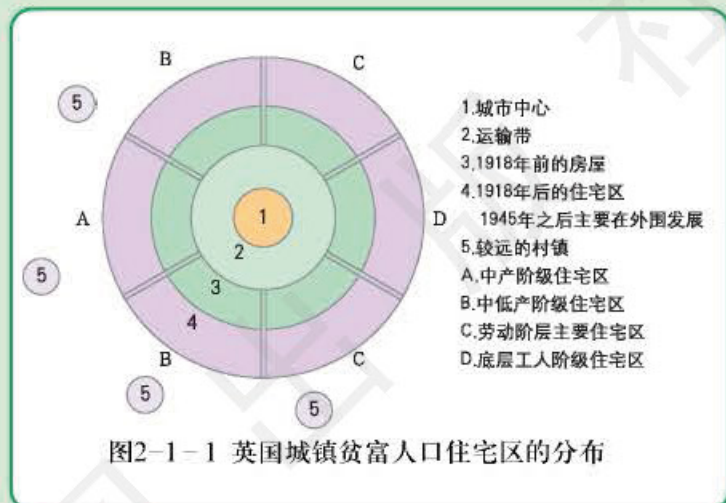 B
C
5
1.城市中心
2.运输带
3.1918年前的房屋
4.1918年后的住宅区
1945年之后主要在外围发展
5.较远的村镇
A.中产阶级住宅区
B.中低产阶级住宅区
C.劳动阶层主要住宅区
D.底层工人阶级住宅区
A
1
D
2
5
3
4
B
C
5
5
图2-1-1 英国城镇贫富人口住宅区的分布